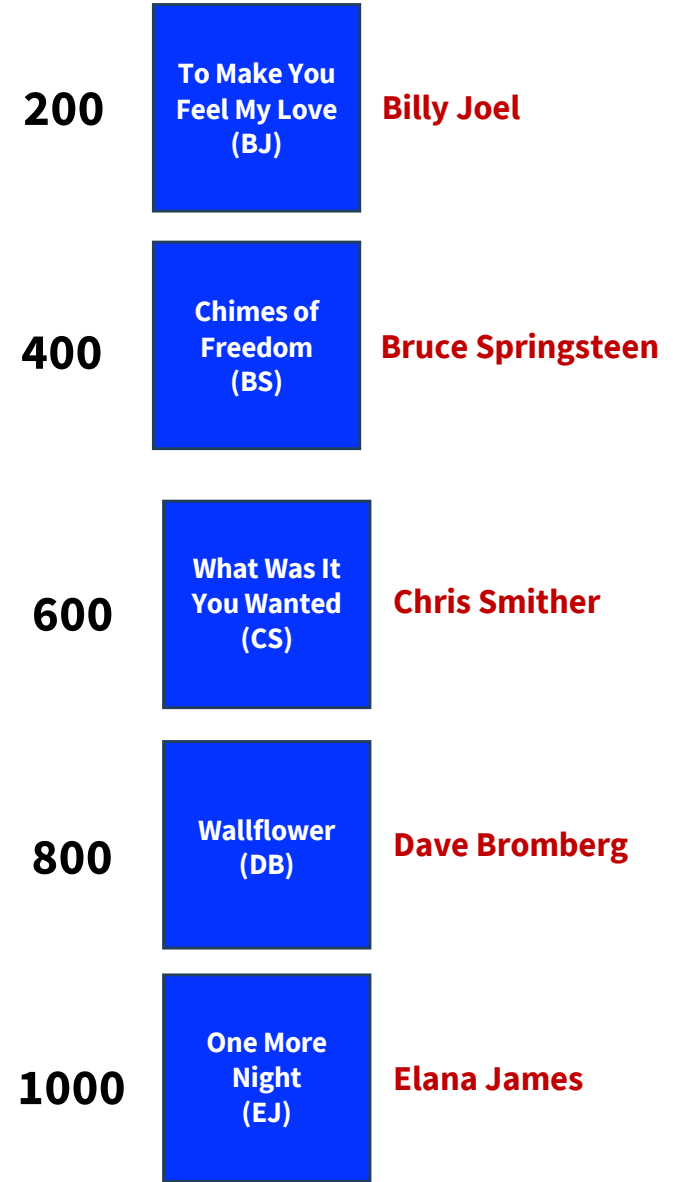 200
To Make You
Feel My Love
(BJ)
Billy Joel
400
Chimes of
Freedom
(BS)
Bruce Springsteen
600
What Was It
You Wanted
(CS)
Chris Smither
800
Wallflower
(DB)
Dave Bromberg
1000
One More
Night
(EJ)
Elana James